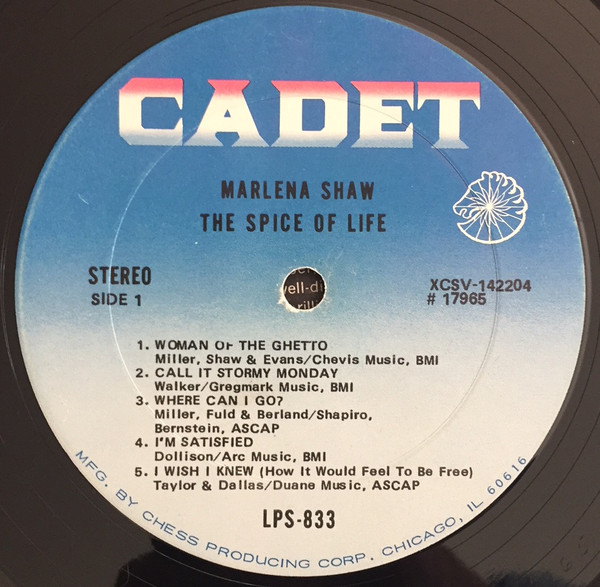 CADET
MARLENA SHAW
THE SPICE OF LIFE
STEREO
SIDE 1
XCSV-142204
# 17965
1. WOMAN OF THE GHETTO
Miller, Shaw & Evans/Chevis Music, BMI
2. CALL IT STORMY MONDAY
Walker/Gregmark Music, BMI
3. WHERE CAN I GO?
Miller, Fuld & Berland/Shapiro,
Bernstein, ASCAP
4. I'M SATISFIED
Dollison/Arc Music, BMI
5. I WISH I KNEW (How It Would Feel To Be Free)
Taylor & Dallas/Duane Music, ASCAP
LPS-833
MFG. BY CHESS PRODUCING CORP. CHICAGO, IL 60616